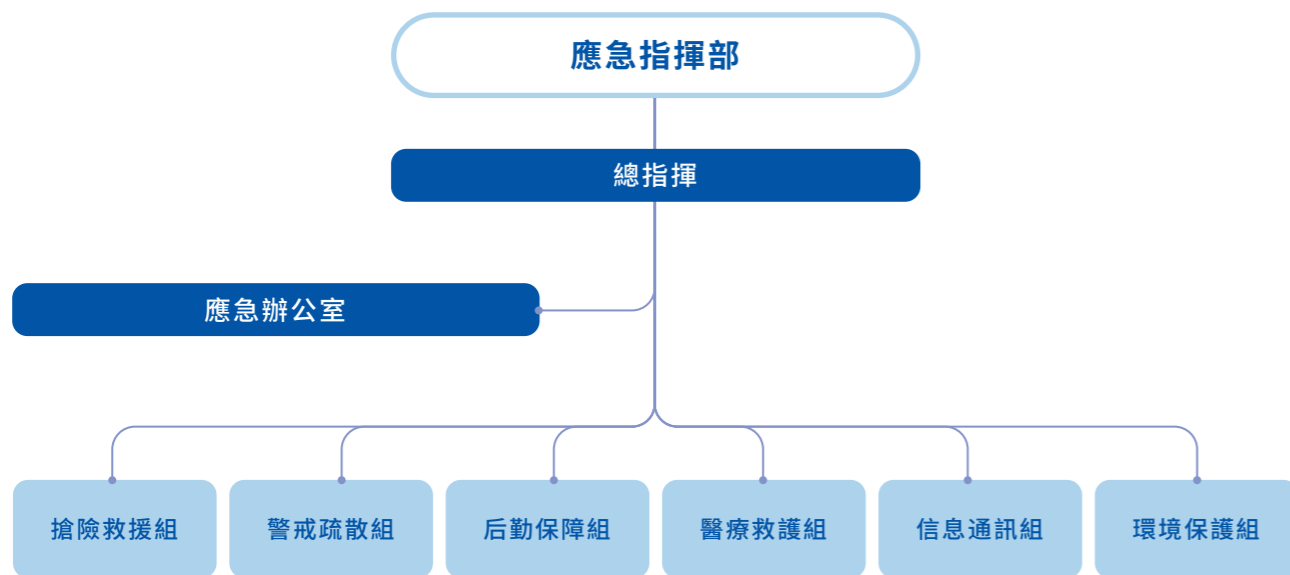 應急指揮部
總指揮
應急辦公室
搶險救援組
警戒疏散組
后勤保障組
醫療救護組
信息通訊組
環境保護組